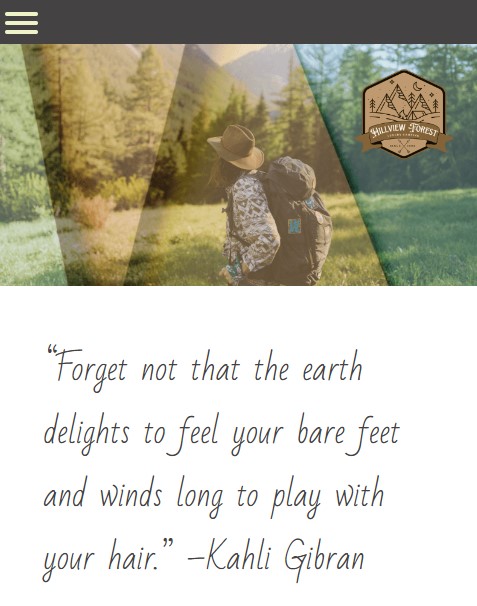 HILLVIEW FOREST
“Forget not that the earth
delights to feel your bare feet
and winds long to play with
your hair.” –Kahli Gibran